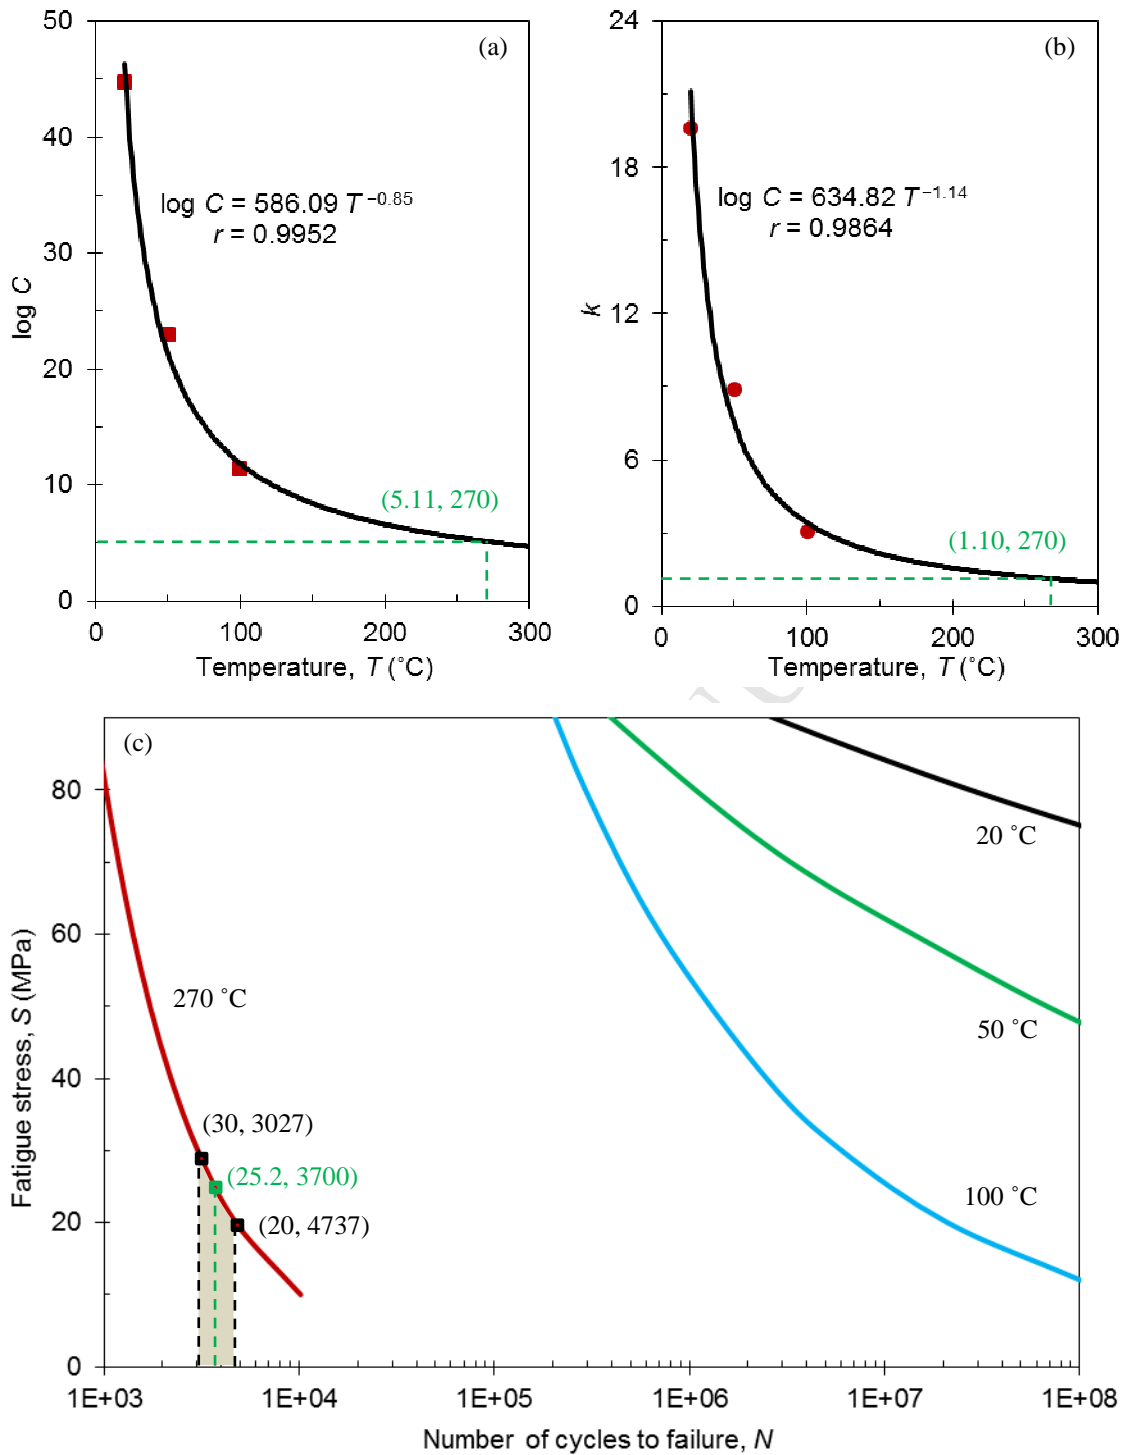 (a)
50
40
30
20
10
0
log C
log C = 586.09 T⁻⁰·⁸⁵
r = 0.9952
(5.11, 270)
0 100 200 300
Temperature, T (˚C)
(b)
24
18
12
6
0
k
log C = 634.82 T⁻¹·¹⁴
r = 0.9864
(1.10, 270)
0 100 200 300
Temperature, T (˚C)
(c)
80
60
40
20
0
Fatigue stress, S (MPa)
20 ˚C
270 ˚C
50 ˚C
(30, 3027)
(25.2, 3700)
100 ˚C
(20, 4737)
1E+03 1E+04 1E+05 1E+06 1E+07 1E+08
Number of cycles to failure, N